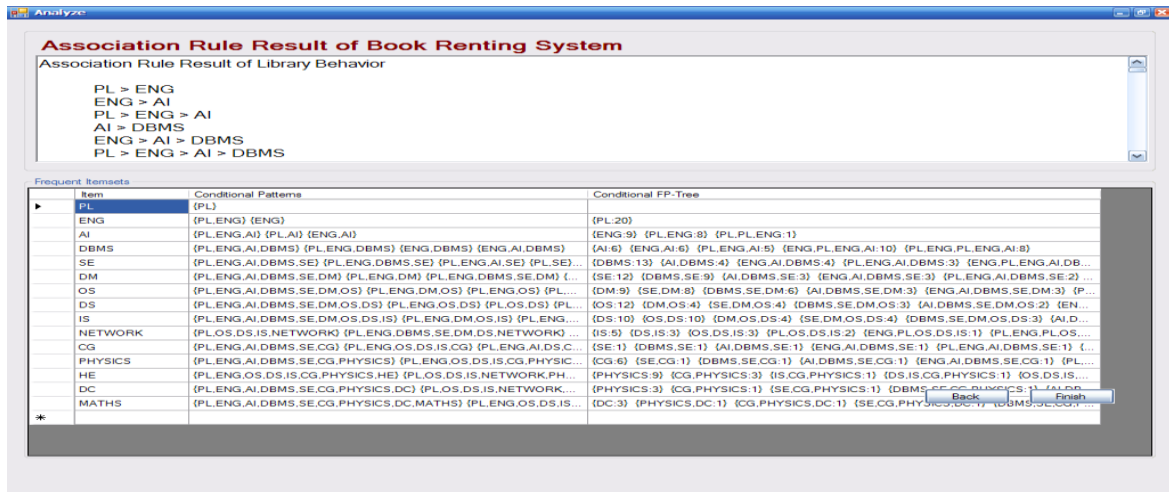 Analyze
Association Rule Result of Book Renting System
Association Rule Result of Library Behavior
PL > ENG
ENG > AI
PL > ENG > AI
AI > DBMS
ENG > AI > DBMS
PL > ENG > AI > DBMS
Frequent Itemsets
Item Conditional Patterns Conditional FP-Tree
PL {PL}
ENG {PL,ENG} {ENG} {PL:20}
AI {PL,ENG,AI} {PL,AI} {ENG,AI} {ENG:9} {PL,ENG:8} {PL,PL,ENG:1}
DBMS {PL,ENG,AI,DBMS} {PL,ENG,DBMS} {ENG,DBMS} {ENG,AI,DBMS} {AI:6} {ENG,AI:6} {PL,ENG,AI:5} {ENG,PL,ENG,AI:10} {PL,ENG,PL,ENG,AI:8}
SE {PL,ENG,AI,DBMS,SE} {PL,ENG,DBMS,SE} {PL,ENG,AI,SE} {PL,SE}... {DBMS:13} {AI,DBMS:4} {ENG,AI,DBMS:4} {PL,ENG,AI,DBMS:3} {ENG,PL,ENG,AI,DB...
DM {PL,ENG,AI,DBMS,SE,DM} {PL,ENG,DM} {PL,ENG,DBMS,SE,DM} {... {SE:12} {DBMS,SE:9} {AI,DBMS,SE:3} {ENG,AI,DBMS,SE:3} {PL,ENG,AI,DBMS,SE:2} ...
OS {PL,ENG,AI,DBMS,SE,DM,OS} {PL,ENG,DM,OS} {PL,ENG,OS} {PL,... {DM:9} {SE,DM:8} {DBMS,SE,DM:6} {AI,DBMS,SE,DM:3} {ENG,AI,DBMS,SE,DM:3} {P...
DS {PL,ENG,AI,DBMS,SE,DM,OS,DS} {PL,ENG,OS,DS} {PL,OS,DS} {PL... {OS:12} {DM,OS:4} {SE,DM,OS:4} {DBMS,SE,DM,OS:3} {AI,DBMS,SE,DM,OS:2} {EN...
IS {PL,ENG,AI,DBMS,SE,DM,OS,DS,IS} {PL,ENG,DM,OS,IS} {PL,ENG,... {DS:10} {OS,DS:10} {DM,OS,DS:4} {SE,DM,OS,DS:4} {DBMS,SE,DM,OS,DS:3} {AI,D...
NETWORK {PL,OS,DS,IS,NETWORK} {PL,ENG,DBMS,SE,DM,DS,NETWORK} ... {IS:5} {DS,IS:3} {OS,DS,IS:3} {PL,OS,DS,IS:2} {ENG,PL,OS,DS,IS:1} {PL,ENG,PL,OS,...
CG {PL,ENG,AI,DBMS,SE,CG} {PL,ENG,OS,DS,IS,CG} {PL,ENG,AI,DS,C... {SE:1} {DBMS,SE:1} {AI,DBMS,SE:1} {ENG,AI,DBMS,SE:1} {PL,ENG,AI,DBMS,SE:1} {...
PHYSICS {PL,ENG,AI,DBMS,SE,CG,PHYSICS} {PL,ENG,OS,DS,IS,CG,PHYSIC... {CG:6} {SE,CG:1} {DBMS,SE,CG:1} {AI,DBMS,SE,CG:1} {ENG,AI,DBMS,SE,CG:1} {PL,...
HE {PL,ENG,OS,DS,IS,CG,PHYSICS,HE} {PL,OS,DS,IS,NETWORK,PH... {PHYSICS:9} {CG,PHYSICS:3} {IS,CG,PHYSICS:1} {DS,IS,CG,PHYSICS:1} {OS,DS,IS,...
DC {PL,ENG,AI,DBMS,SE,CG,PHYSICS,DC} {PL,OS,DS,IS,NETWORK,... {PHYSICS:3} {CG,PHYSICS:1} {SE,CG,PHYSICS:1} {DBMS,SE,CG,PHYSICS:1} {AI,DB...
MATHS {PL,ENG,AI,DBMS,SE,CG,PHYSICS,DC,MATHS} {PL,ENG,OS,DS,IS... {DC:3} {PHYSICS,DC:1} {CG,PHYSICS,DC:1}
Back Finish